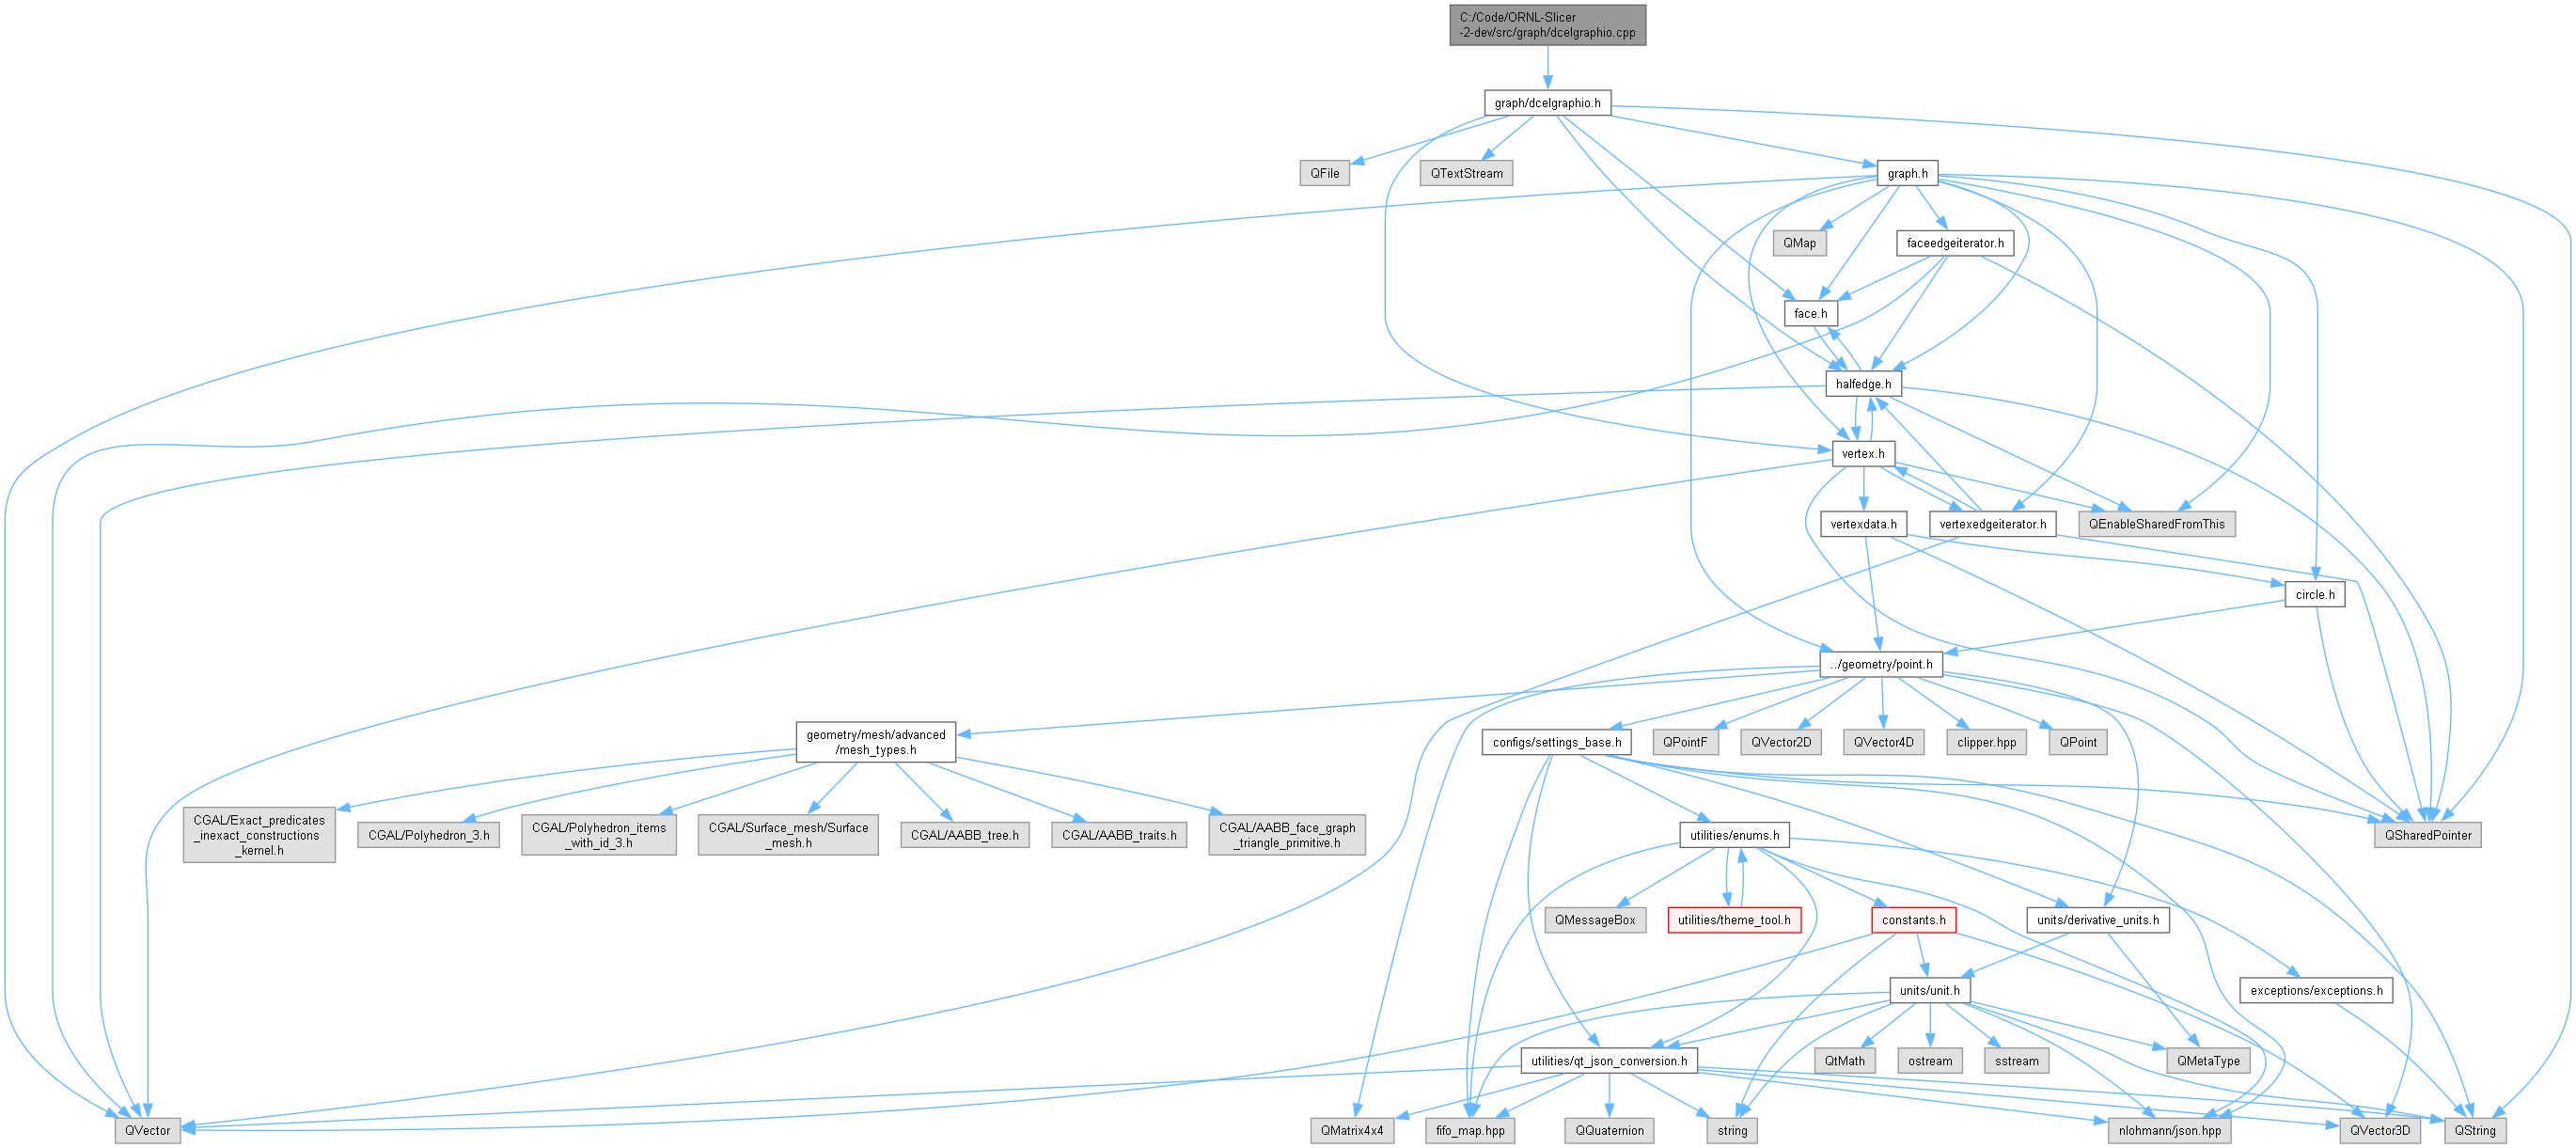 C:/Code/ORNL-Slicer
-2-dev/src/graph/dcelgraphio.cpp
graph/dcelgraphio.h
QFile
QTextStream
graph.h
QMap
faceedgeiterator.h
face.h
halfedge.h
vertex.h
vertexdata.h
vertexedgeiterator.h
QEnableSharedFromThis
circle.h
../geometry/point.h
geometry/mesh/advanced
/mesh_types.h
configs/settings_base.h
QPointF
QVector2D
QVector4D
clipper.hpp
QPoint
CGAL/Exact_predicates
_inexact_constructions
_kernel.h
CGAL/Polyhedron_3.h
CGAL/Polyhedron_items
_with_id_3.h
CGAL/Surface_mesh/Surface
_mesh.h
CGAL/AABB_tree.h
CGAL/AABB_traits.h
CGAL/AABB_face_graph
_triangle_primitive.h
utilities/enums.h
QSharedPointer
QMessageBox
utilities/theme_tool.h
constants.h
units/derivative_units.h
units/unit.h
exceptions/exceptions.h
utilities/qt_json_conversion.h
QtMath
ostream
sstream
QMetaType
QVector
QMatrix4x4
fifo_map.hpp
QQuaternion
string
nlohmann/json.hpp
QVector3D
QString